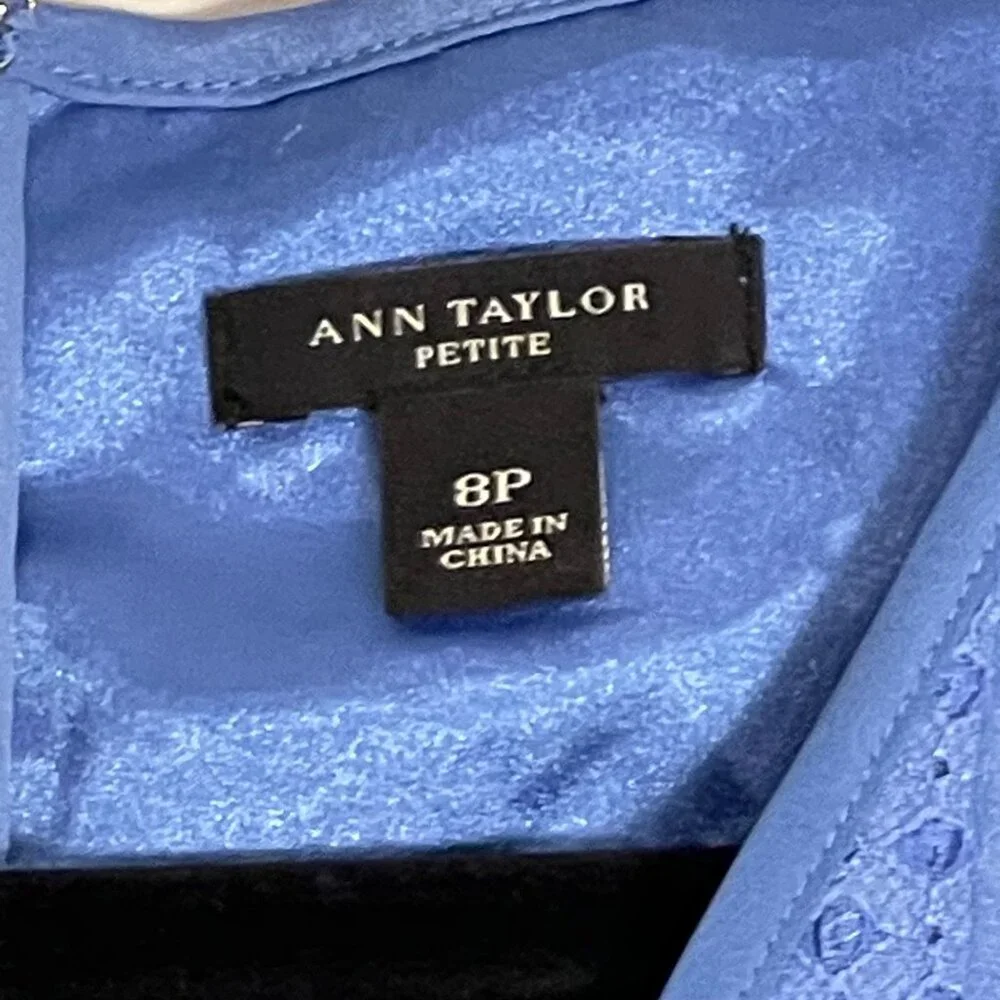 ANN TAYLOR
PETITE
8P
MADE IN
CHINA